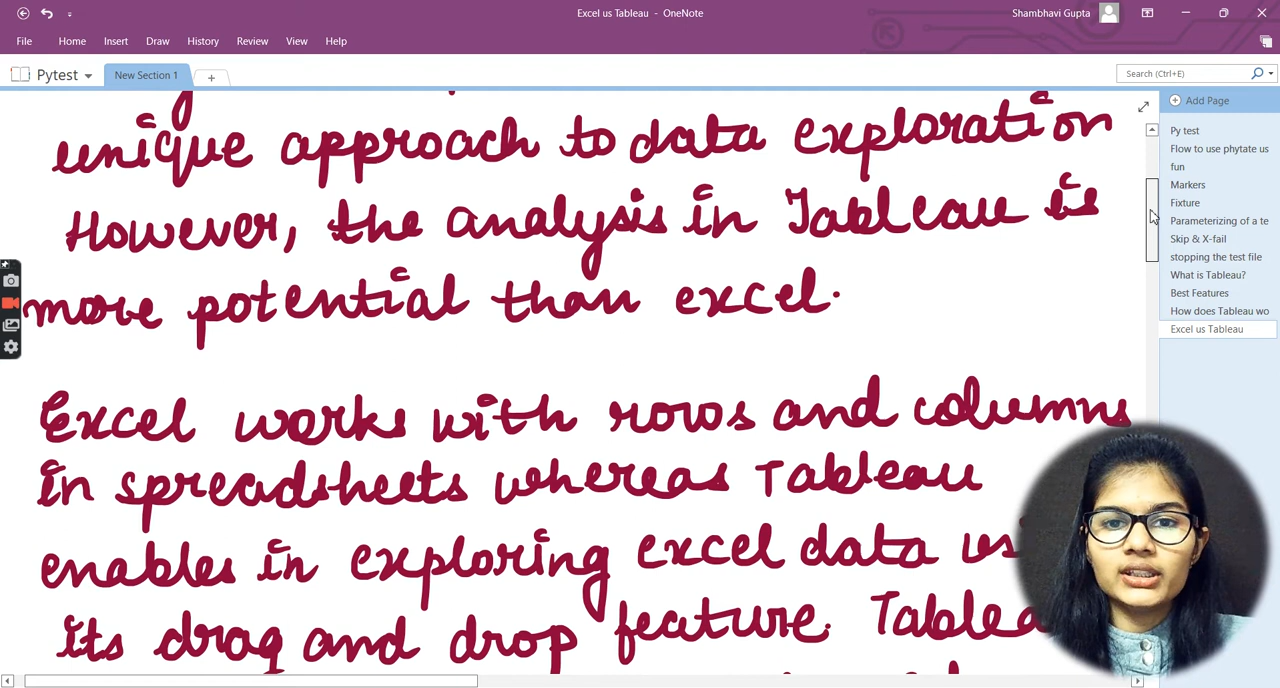 Excel us Tableau - OneNote
Shambhavi Gupta
File Home Insert Draw History Review View Help
Pytest
New Section 1
+
Search (Ctrl+E)
Add Page
Py test
Flow to use phytate us
fun
Markers
Fixture
Parameterizing of a te
Skip & X-fail
stopping the test file
What is Tableau?
Best Features
How does Tableau wo
Excel us Tableau
unique approach to data exploration
However, the analysis in Tableau is
more potential than excel.
Excel works with rows and columns
in spreadsheets whereas Tableau
enables in exploring excel data us
its drag and drop feature. Tablea